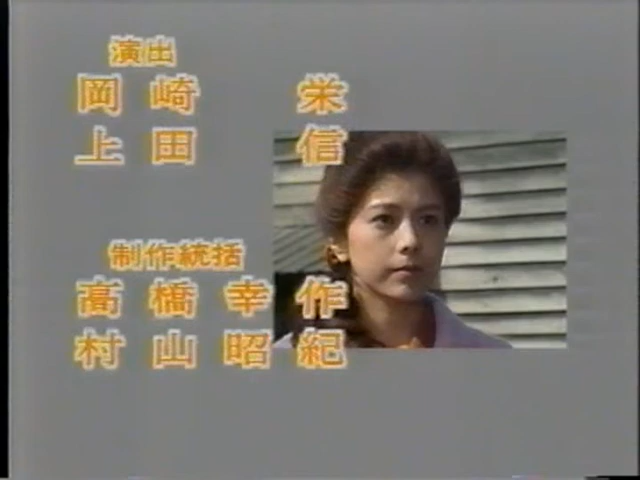 演出
岡崎 栄
上田 信
制作統括
高橋幸作
村山昭紀